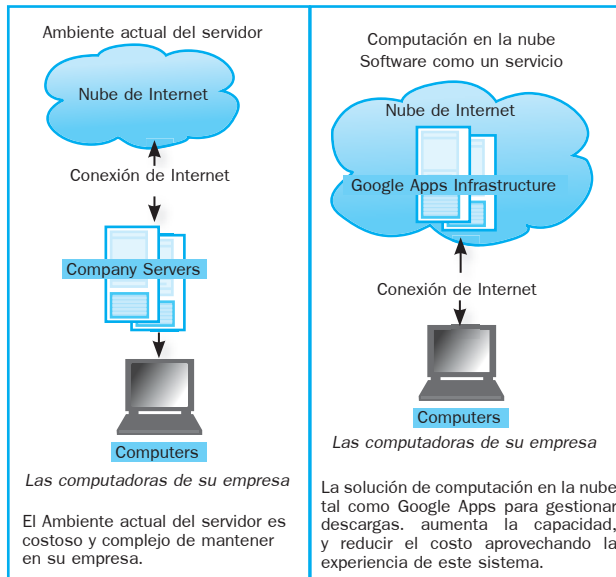 Ambiente actual del servidor
Nube de Internet
Conexión de Internet
Company Servers
Computers
Las computadoras de su empresa
El Ambiente actual del servidor es
costoso y complejo de mantener
en su empresa.
Computación en la nube
Software como un servicio
Nube de Internet
Google Apps Infrastructure
Conexión de Internet
Computers
Las computadoras de su empresa
La solución de computación en la nube
tal como Google Apps para gestionar
descargas. aumenta la capacidad,
y reducir el costo aprovechando la
experiencia de este sistema.